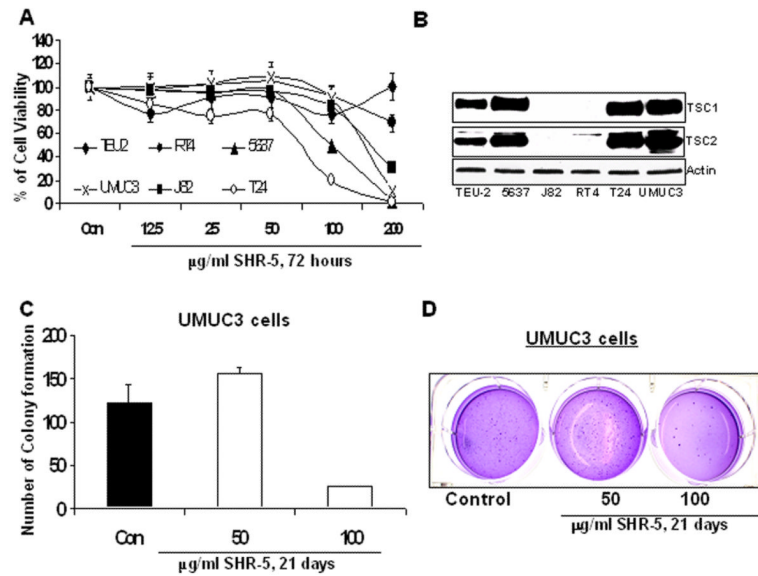 A
140
120
100
80
60
40
20
0
% of Cell Viability
TEU2 RT4 5637
UMUC3 J82 T24
Con 12.5 25 50 100 200
µg/ml SHR-5, 72 hours
B
TSC1
TSC2
Actin
TEU-2 5637 J82 RT4 T24 UMUC3
C
UMUC3 cells
Number of Colony formation
200
150
100
50
0
Con 50 100
µg/ml SHR-5, 21 days
D
UMUC3 cells
Control 50 100
µg/ml SHR-5, 21 days